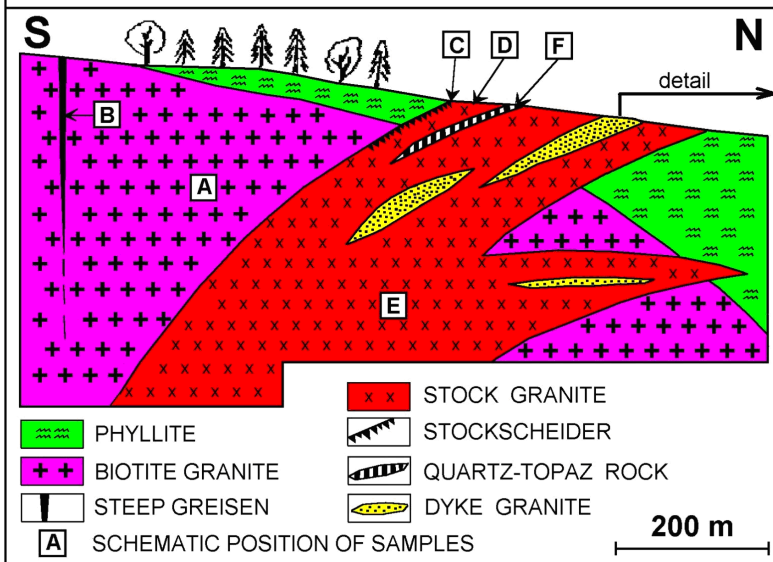 S
N
C D F
detail
B
A
E
PHYLLITE
BIOTITE GRANITE
STEEP GREISEN
A SCHEMATIC POSITION OF SAMPLES
STOCK GRANITE
STOCKSCHEIDER
QUARTZ-TOPAZ ROCK
DYKE GRANITE
200 m